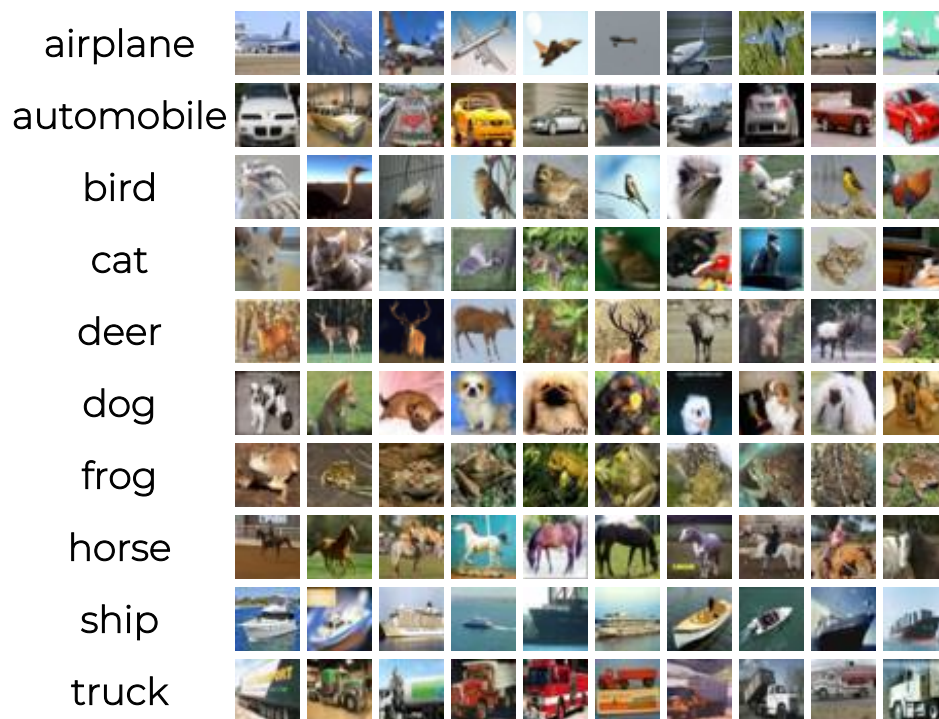 airplane
automobile
bird
cat
deer
dog
frog
horse
ship
truck